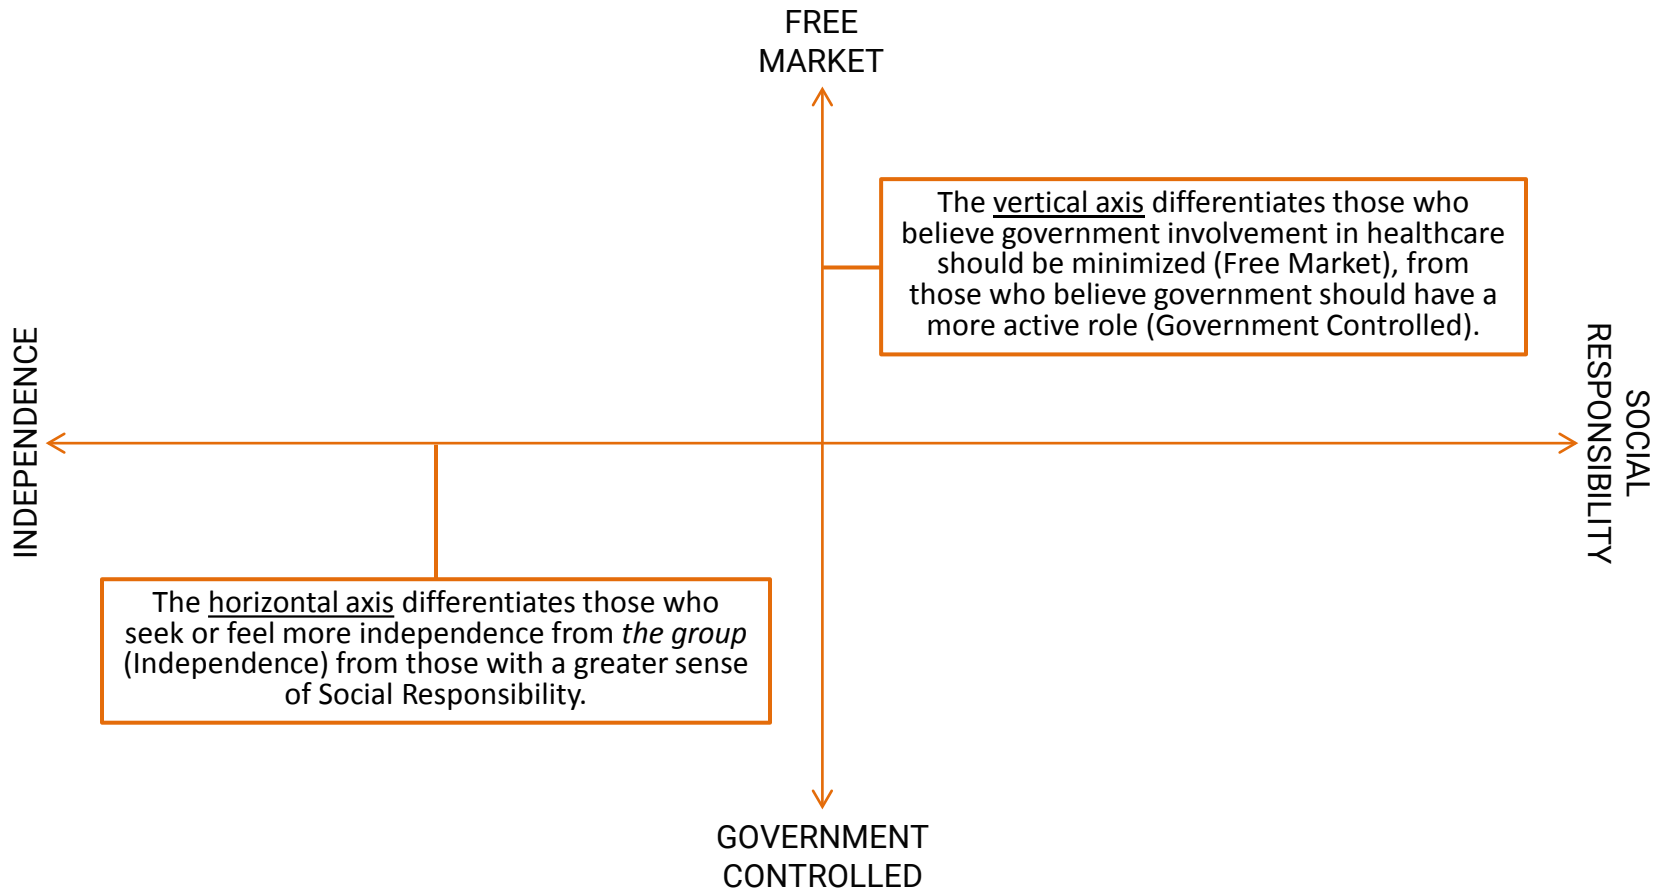 FREE
MARKET
The vertical axis differentiates those who
believe government involvement in healthcare
should be minimized (Free Market), from
those who believe government should have a
more active role (Government Controlled).
INDEPENDENCE
SOCIAL
RESPONSIBILITY
The horizontal axis differentiates those who
seek or feel more independence from the group
(Independence) from those with a greater sense
of Social Responsibility.
GOVERNMENT
CONTROLLED